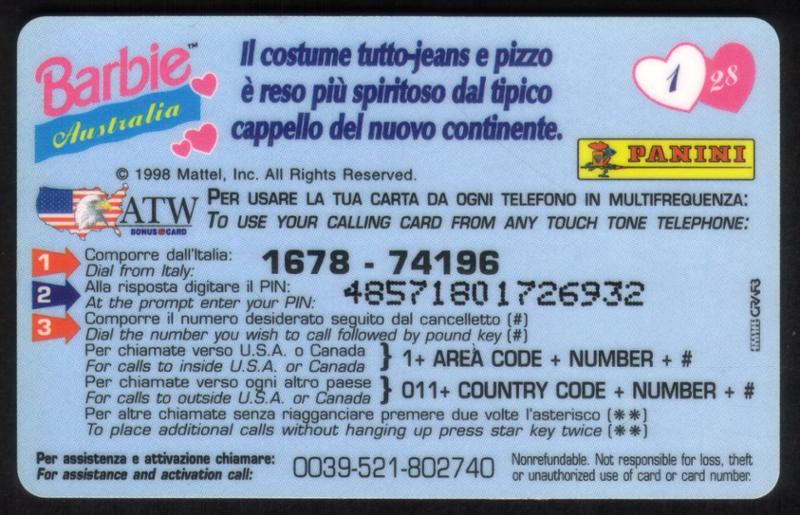 Barbie™
Australia
Il costume tutto-jeans e pizzo
è reso più spiritoso dal tipico
cappello del nuovo continente.
1 28
PANINI
© 1998 Mattel, Inc. All Rights Reserved.
ATW
BONUS CARD
PER USARE LA TUA CARTA DA OGNI TELEFONO IN MULTIFREQUENZA:
TO USE YOUR CALLING CARD FROM ANY TOUCH TONE TELEPHONE:
1 Comporre dall'Italia:
Dial from Italy:
1678 - 74196
2 Alla risposta digitare il PIN:
At the prompt enter your PIN:
48571801726932
3 Comporre il numero desiderato seguito dal cancelletto (#)
Dial the number you wish to call followed by pound key (#)
Per chiamate verso U.S.A. o Canada
For calls to inside U.S.A. or Canada
} 1+ AREA CODE + NUMBER + #
Per chiamate verso ogni altro paese
For calls to outside U.S.A. or Canada
} 011+ COUNTRY CODE + NUMBER + #
Per altre chiamate senza riagganciare premere due volte l'asterisco (**)
To place additional calls without hanging up press star key twice (**)
Per assistenza e attivazione chiamare:
For assistance and activation call:
0039-521-802740
Nonrefundable. Not responsible for loss, theft
or unauthorized use of card or card number.